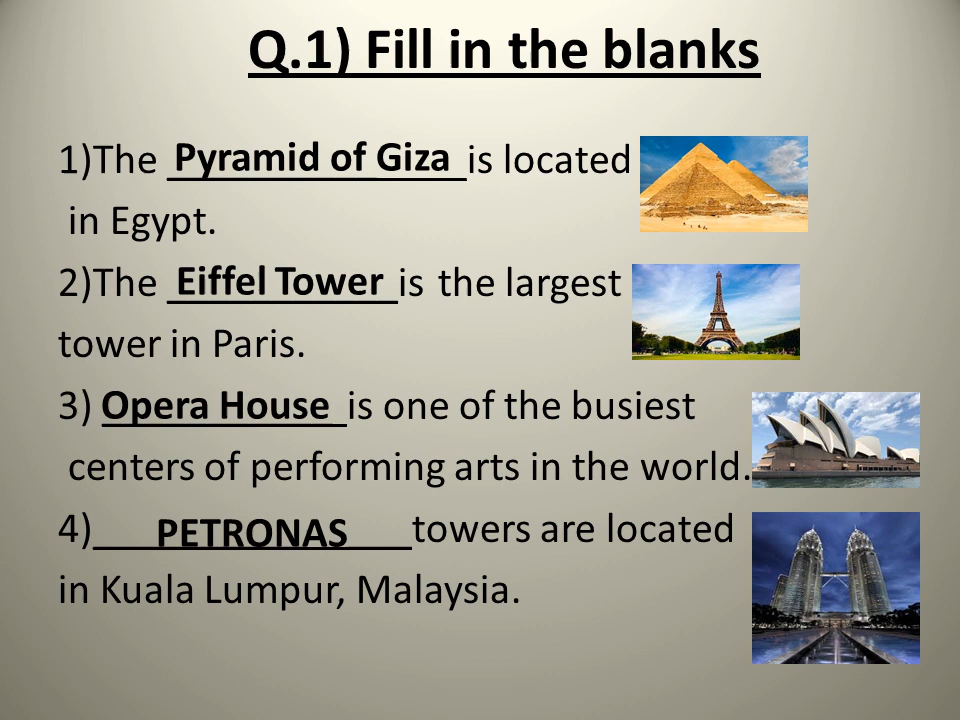 Q.1) Fill in the blanks
1)The Pyramid of Giza is located
in Egypt.
2)The Eiffel Tower is the largest
tower in Paris.
3) Opera House is one of the busiest
centers of performing arts in the world.
4) PETRONAS towers are located
in Kuala Lumpur, Malaysia.